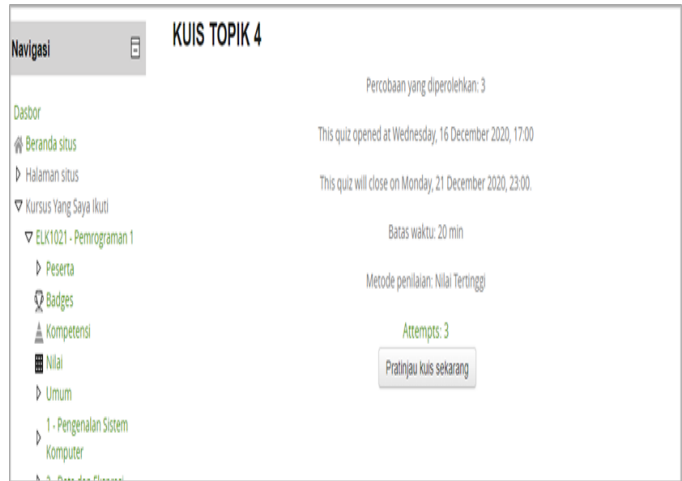 Navigasi
Dasbor
Beranda situs
Halaman situs
Kursus Yang Saya Ikuti
ELK1021 - Pemrograman 1
Peserta
Badges
Kompetensi
Nilai
Umum
1 - Pengenalan Sistem
Komputer
KUIS TOPIK 4
Percobaan yang diperolehkan: 3
This quiz opened at Wednesday, 16 December 2020, 17:00
This quiz will close on Monday, 21 December 2020, 23:00.
Batas waktu: 20 min
Metode penilaian: Nilai Tertinggi
Attempts: 3
Pratinjau kuis sekarang